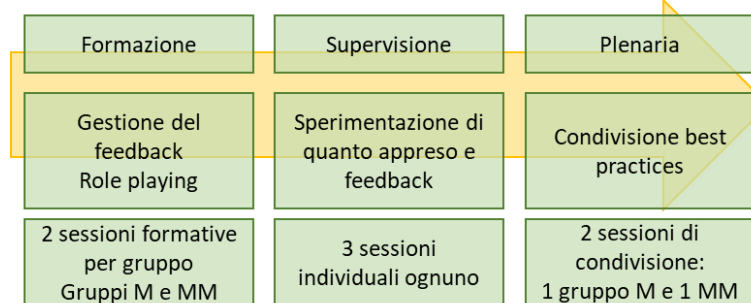 Formazione
Supervisione
Plenaria
Gestione del
feedback
Role playing
Sperimentazione di
quanto appreso e
feedback
Condivisione best
practices
2 sessioni formative
per gruppo
Gruppi M e MM
3 sessioni
individuali ognuno
2 sessioni di
condivisione:
1 gruppo M e 1 MM